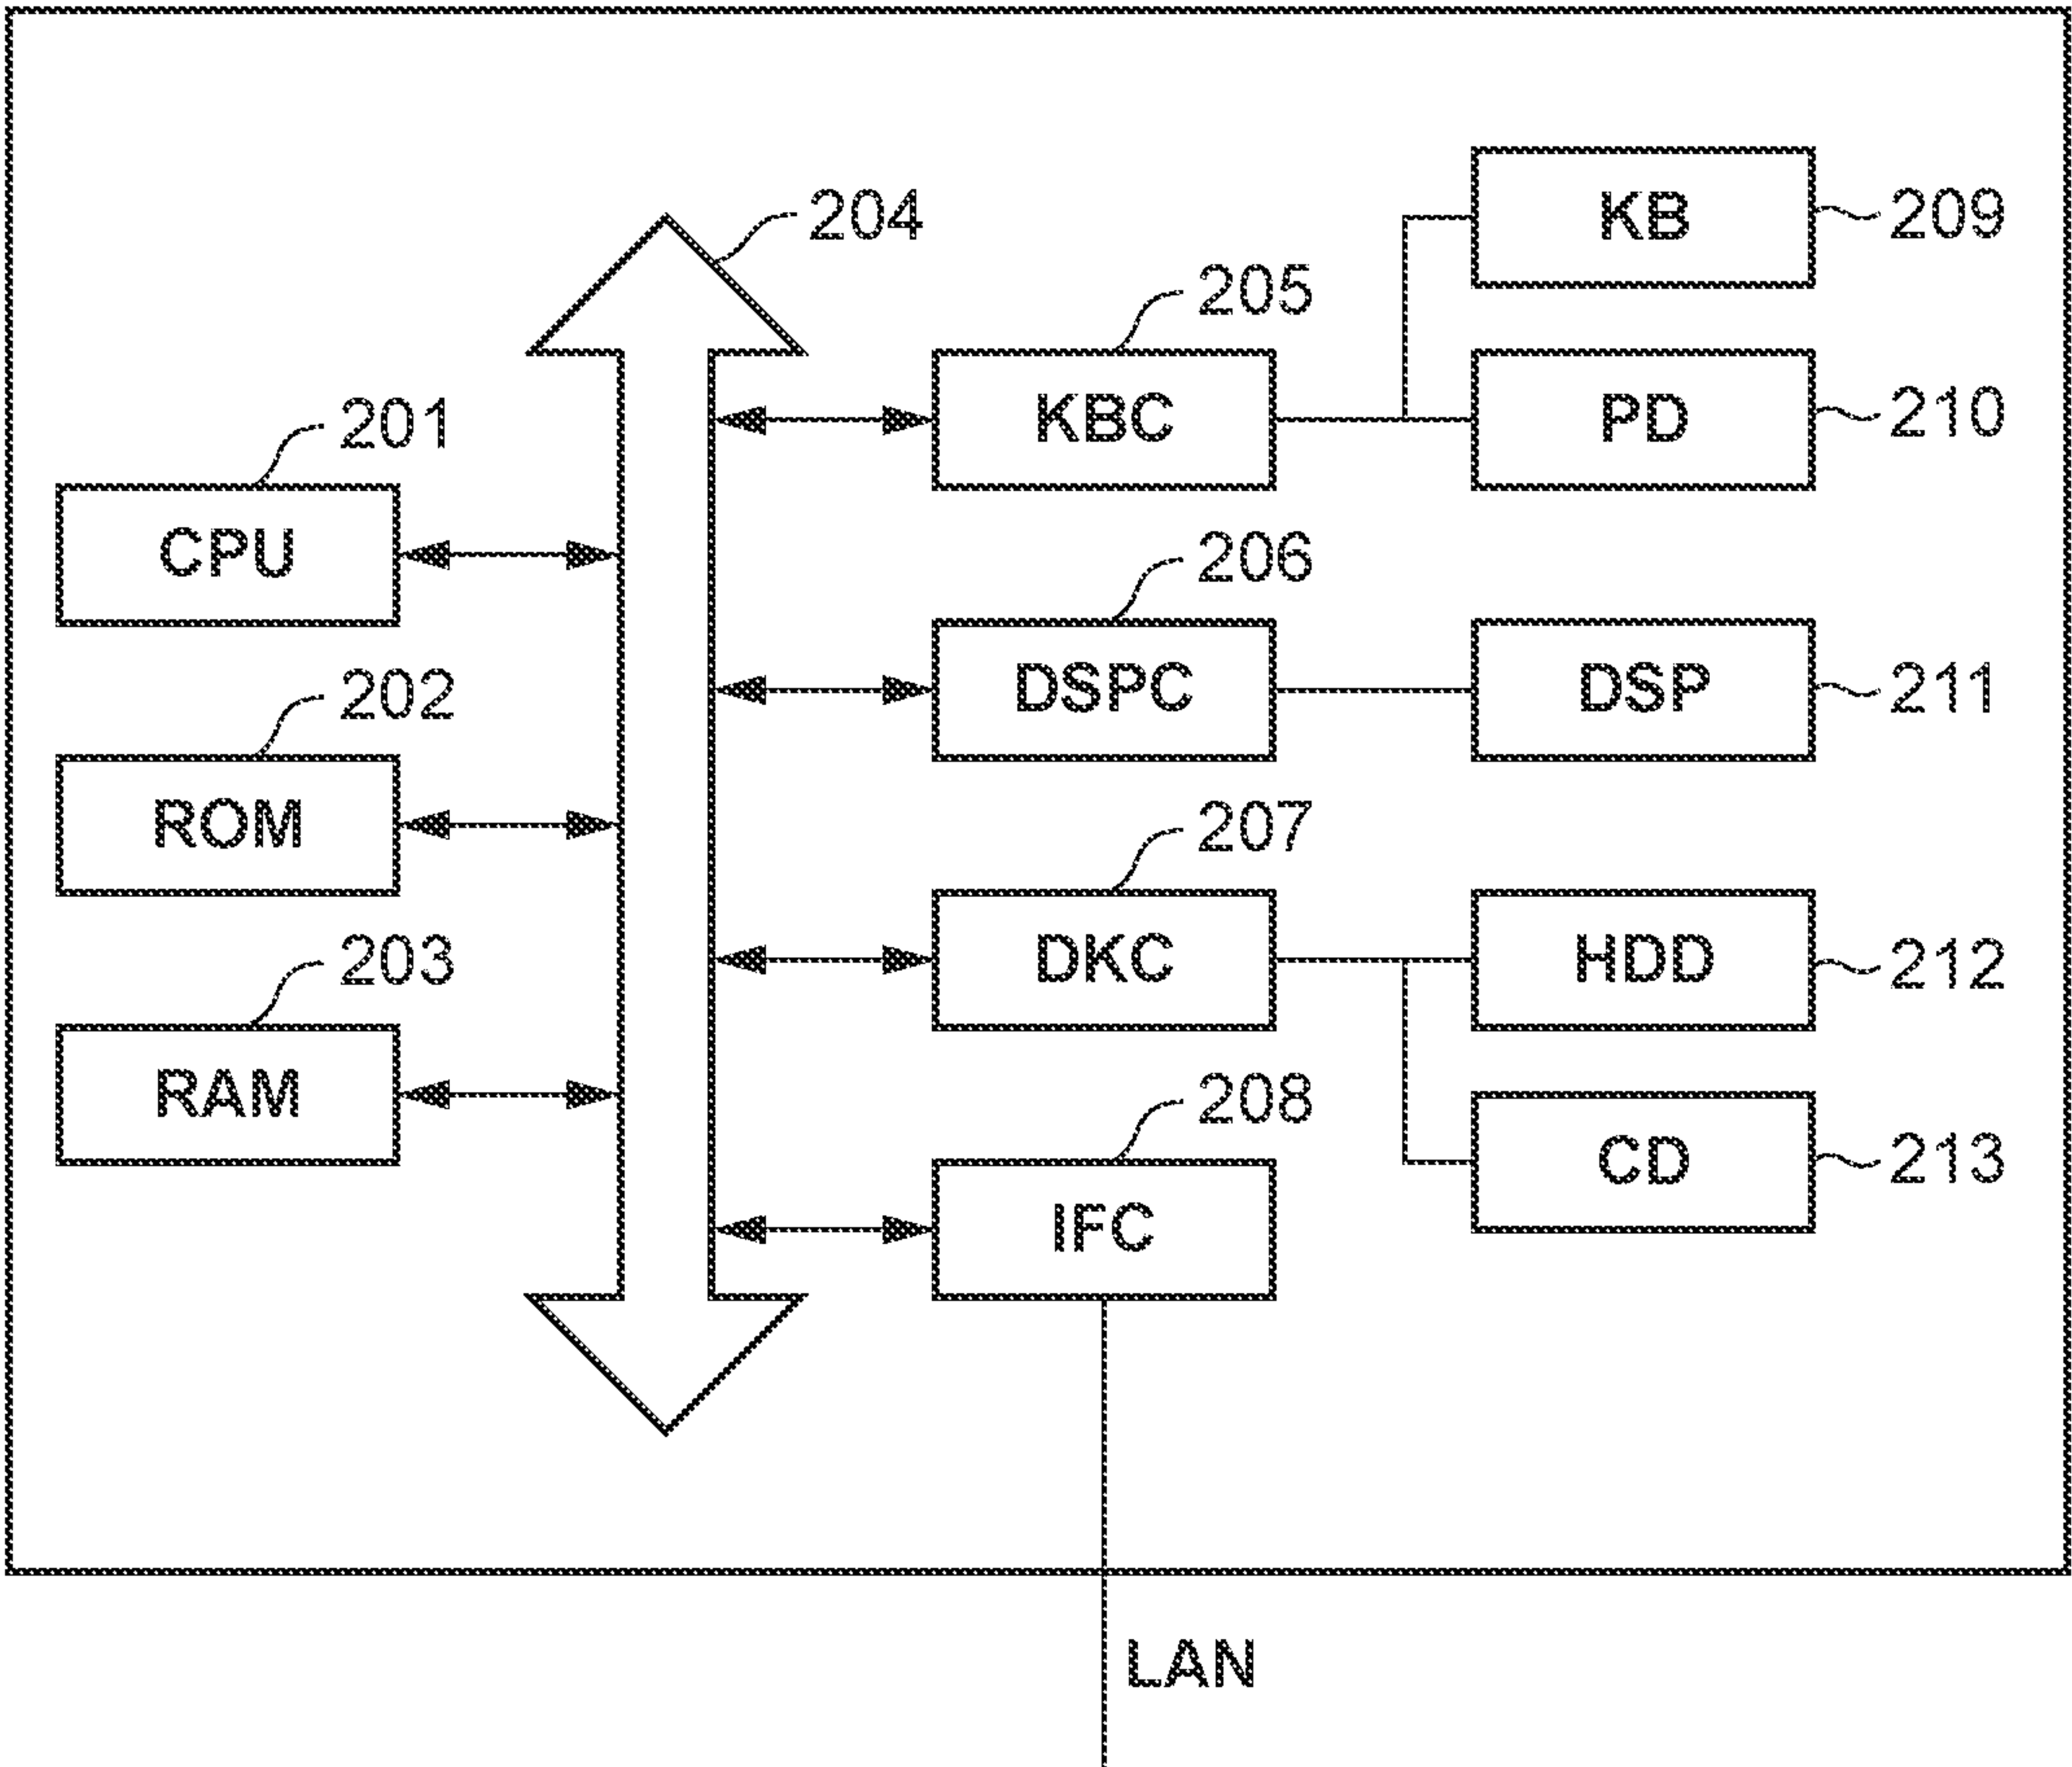 204
KB
209
205
KBC
PD
210
201
CPU
206
DSPC
DSP
211
202
ROM
207
DKC
HDD
212
203
RAM
208
IFC
CD
213
LAN